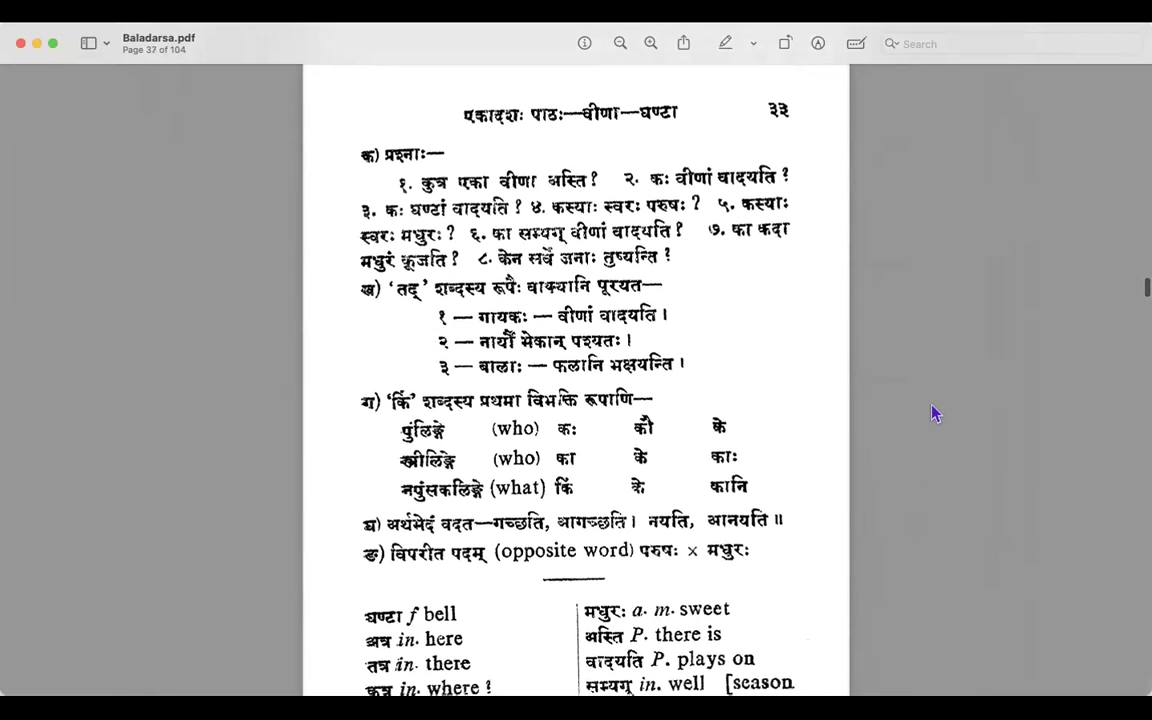 Baladarsa.pdf
Page 37 of 104
Search
एकादशः पाठः—वीणा—घण्टा ३३
क) प्रश्नाः—
१. कुत्र एका वीणा अस्ति ? २. कः वीणां वादयति ?
३. कः घण्टां वादयति ? ४. कस्याः स्वरः परुषः ? ५. कस्याः
स्वरः मधुरः ? ६. का सम्यग् वीणां वादयति ? ७. का कदा
मधुरं कूजति ? ८. केन सर्वे जनाः तुष्यन्ति ?
ख) 'तद्' शब्दस्य रूपैः वाक्यानि पूरयत—
१ — गायकः — वीणां वादयति ।
२ — नार्यौ भेकान् पश्यतः ।
३ — बालाः — फलानि भक्षयन्ति ।
ग) 'किं' शब्दस्य प्रथमा विभक्ति रूपाणि—
पुंलिङ्गे (who) कः कौ के
स्त्रीलिङ्गे (who) का के काः
नपुंसकलिङ्गे (what) किं के कानि
घ) अर्थभेदं वदत—गच्छति, आगच्छति । नयति, आनयति ॥
ङ) विपरीत पदम् (opposite word) परुषः × मधुरः
घण्टा f bell
अत्र in. here
तत्र in. there
कुत्र in. where ?
मधुरः a. m. sweet
अस्ति P. there is
वादयति P. plays on
सम्यग् in. well [season